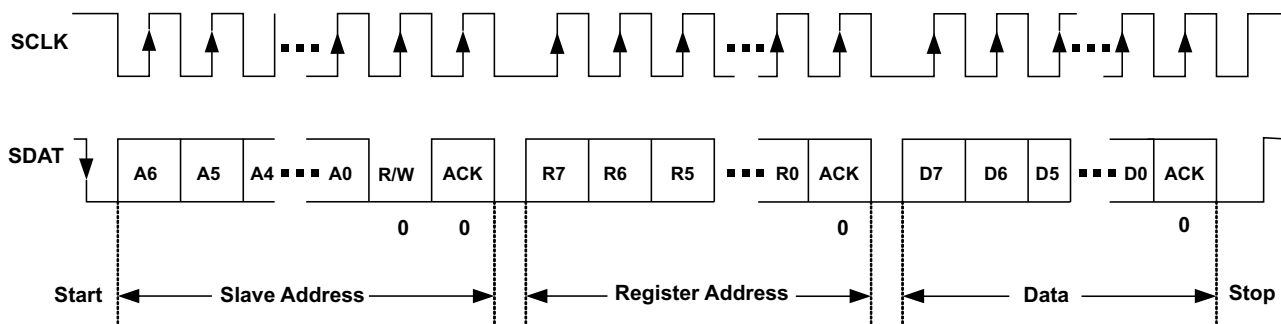 SCLK
SDAT
A6 A5 A4 A0 R/W ACK R7 R6 R5 R0 ACK D7 D6 D5 D0 ACK
0 0 0 0
Start Slave Address Register Address Data Stop